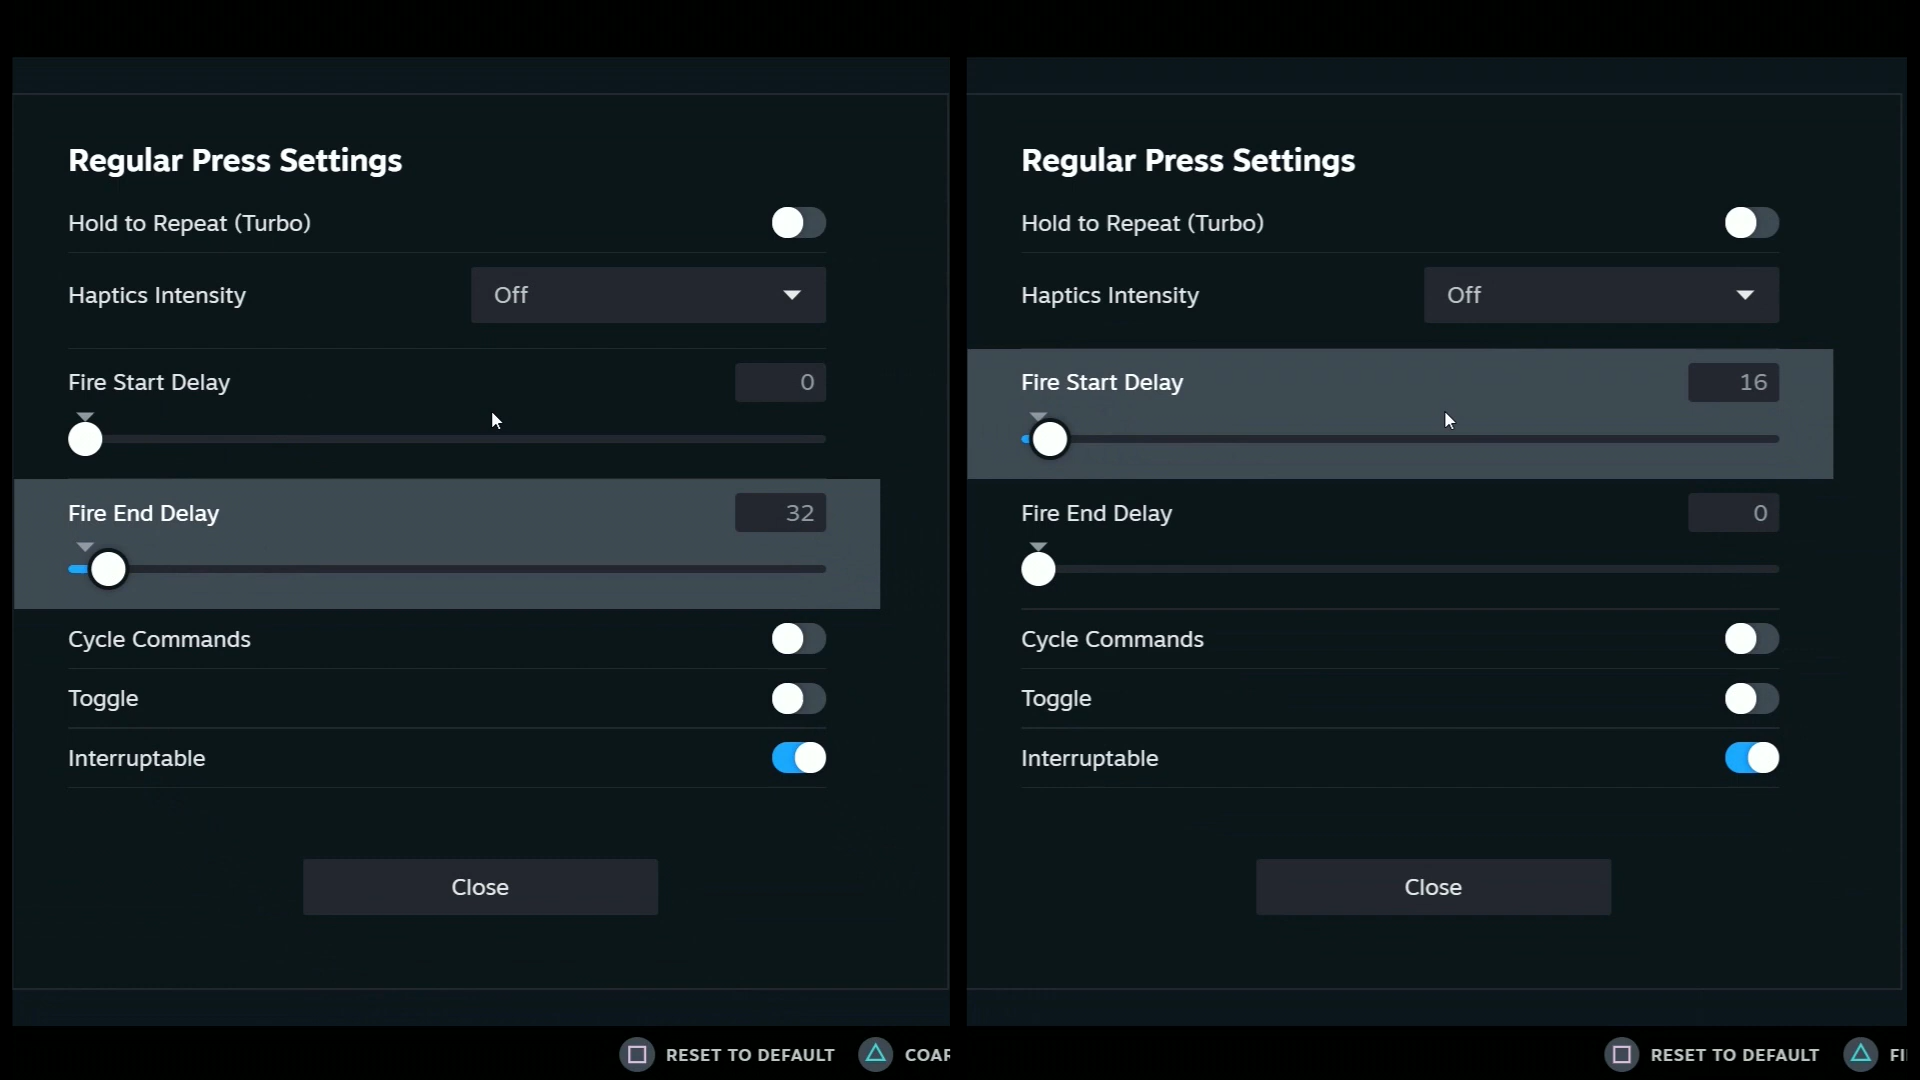 Regular Press Settings
Hold to Repeat (Turbo)
Haptics Intensity
Off
Fire Start Delay
0
Fire End Delay
32
Cycle Commands
Toggle
Interruptable
Close
RESET TO DEFAULT
COAR
Regular Press Settings
Hold to Repeat (Turbo)
Haptics Intensity
Off
Fire Start Delay
16
Fire End Delay
0
Cycle Commands
Toggle
Interruptable
Close
RESET TO DEFAULT
FI